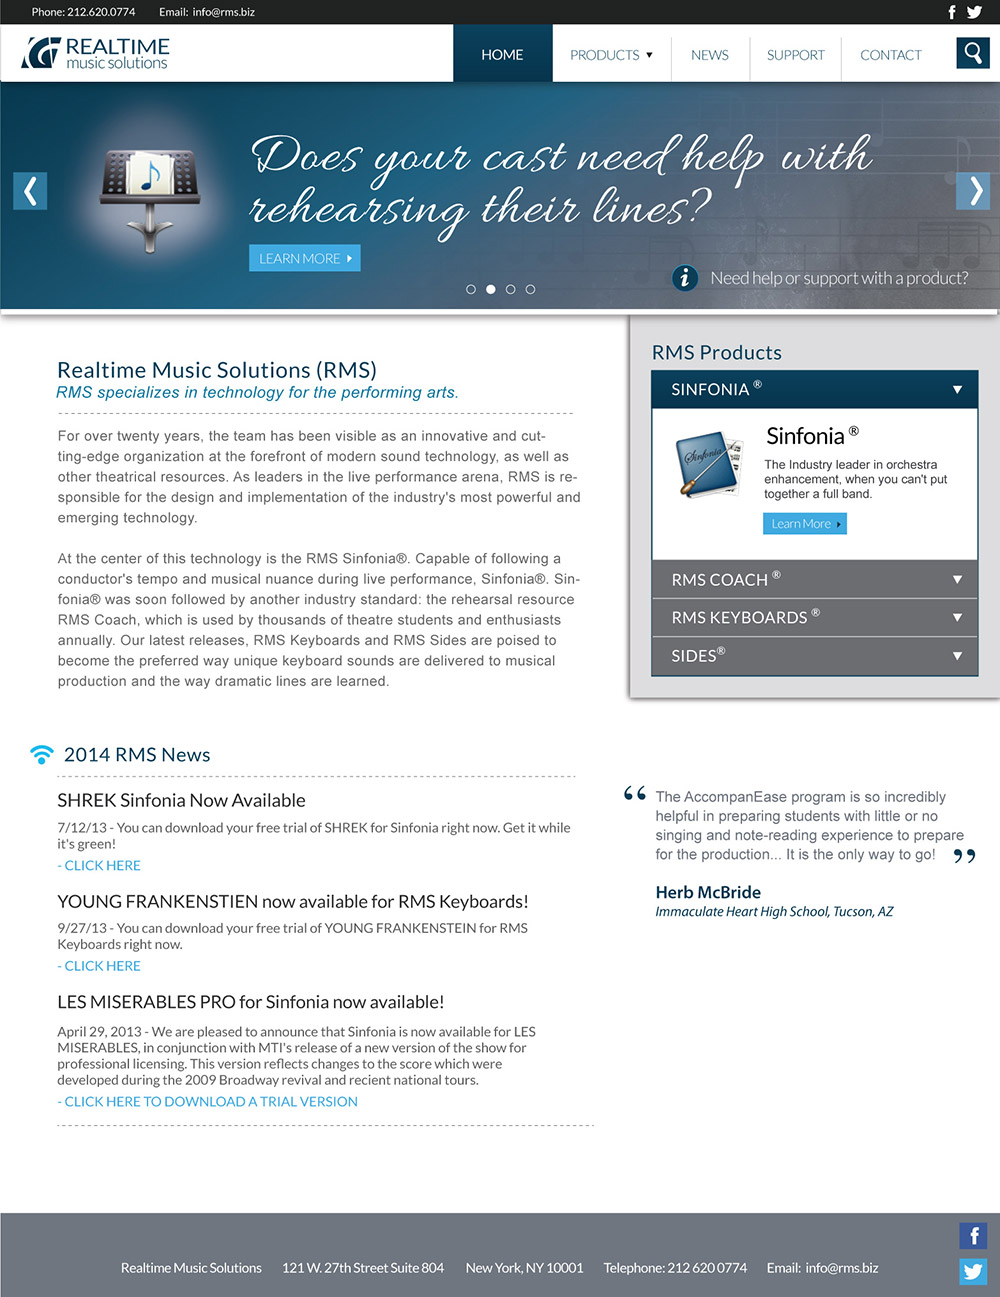 Phone: 212.620.0774 Email: info@rms.biz
REALTIME
music solutions
HOME PRODUCTS NEWS SUPPORT CONTACT
Does your cast need help with
rehearsing their lines?
LEARN MORE
Need help or support with a product?
Realtime Music Solutions (RMS)
RMS specializes in technology for the performing arts.
For over twenty years, the team has been visible as an innovative and cut-
ting-edge organization at the forefront of modern sound technology, as well as
other theatrical resources. As leaders in the live performance arena, RMS is re-
sponsible for the design and implementation of the industry's most powerful and
emerging technology.
At the center of this technology is the RMS Sinfonia®. Capable of following a
conductor's tempo and musical nuance during live performance, Sinfonia®. Sin-
fonia® was soon followed by another industry standard: the rehearsal resource
RMS Coach, which is used by thousands of theatre students and enthusiasts
annually. Our latest releases, RMS Keyboards and RMS Sides are poised to
become the preferred way unique keyboard sounds are delivered to musical
production and the way dramatic lines are learned.
RMS Products
SINFONIA ®
Sinfonia
Sinfonia ®
The Industry leader in orchestra
enhancement, when you can't put
together a full band.
Learn More
RMS COACH ®
RMS KEYBOARDS ®
SIDES®
2014 RMS News
SHREK Sinfonia Now Available
7/12/13 - You can download your free trial of SHREK for Sinfonia right now. Get it while
it's green!
- CLICK HERE
YOUNG FRANKENSTIEN now available for RMS Keyboards!
9/27/13 - You can download your free trial of YOUNG FRANKENSTEIN for RMS
Keyboards right now.
- CLICK HERE
LES MISERABLES PRO for Sinfonia now available!
April 29, 2013 - We are pleased to announce that Sinfonia is now available for LES
MISERABLES, in conjunction with MTI's release of a new version of the show for
professional licensing. This version reflects changes to the score which were
developed during the 2009 Broadway revival and recient national tours.
- CLICK HERE TO DOWNLOAD A TRIAL VERSION
“ The AccompanEase program is so incredibly
helpful in preparing students with little or no
singing and note-reading experience to prepare
for the production... It is the only way to go! ”
Herb McBride
Immaculate Heart High School, Tucson, AZ
Realtime Music Solutions 121 W. 27th Street Suite 804 New York, NY 10001 Telephone: 212 620 0774 Email: info@rms.biz